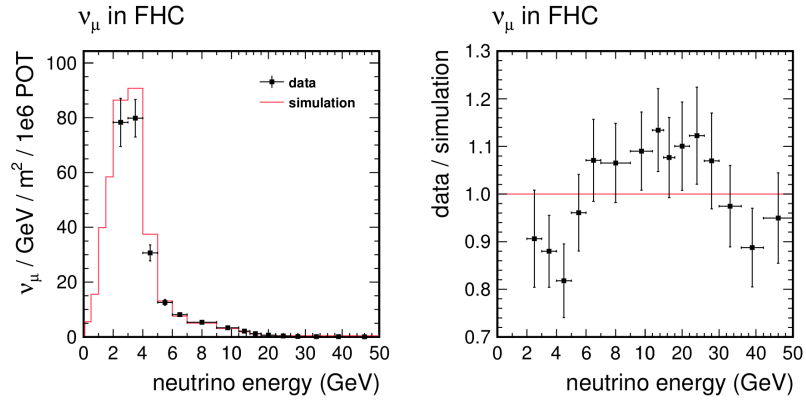 ν_μ in FHC
ν_μ / GeV / m² / 1e6 POT
100
80
60
40
20
0
data
simulation
0 2 4 6 8 10 20 30 40 50
neutrino energy (GeV)
ν_μ in FHC
data / simulation
1.3
1.2
1.1
1.0
0.9
0.8
0.7
0 2 4 6 8 10 20 30 40 50
neutrino energy (GeV)